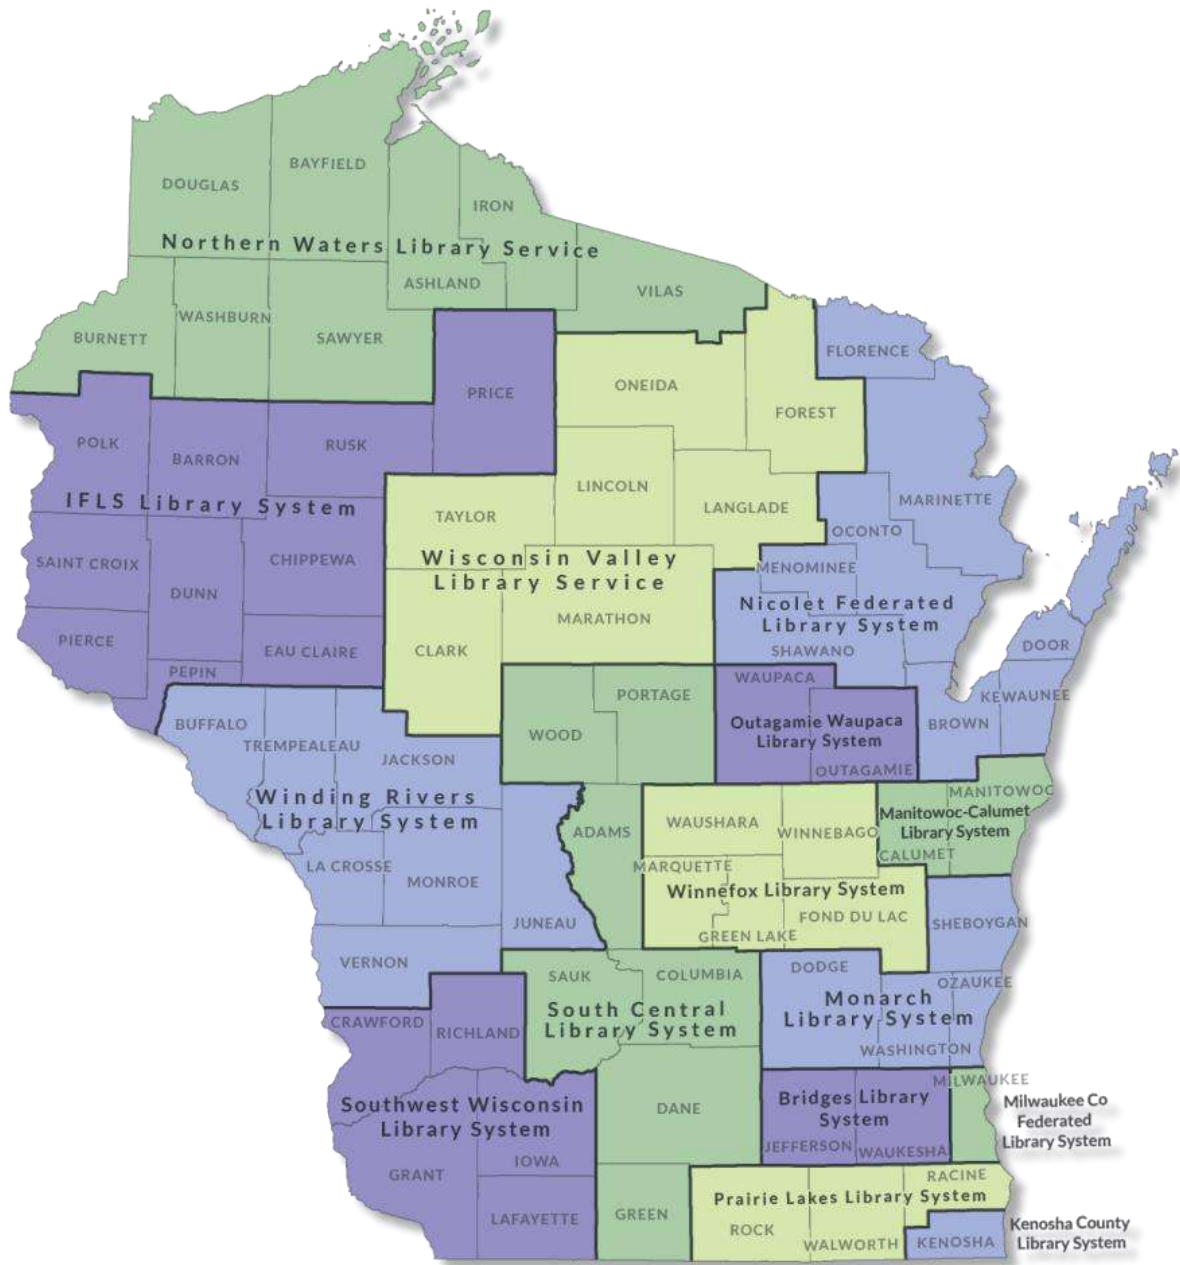 BAYFIELD
DOUGLAS
IRON
Northern Waters Library Service
ASHLAND
VILAS
WASHBURN
BURNETT
SAWYER
FLORENCE
PRICE
ONEIDA
FOREST
POLK
RUSK
BARRON
LINCOLN
MARINETTE
IFLS Library System
LANGLADE
TAYLOR
OCONTO
Wisconsin Valley
Library Service
SAINT CROIX
CHIPPEWA
MENOMINEE
DUNN
Nicolet Federated
Library System
MARATHON
PIERCE
EAU CLAIRE
CLARK
SHAWANO
DOOR
PEPIN
WAUPACA
PORTAGE
KEWAUNEE
BUFFALO
Outagamie Waupaca
Library System
BROWN
WOOD
TREMPEALEAU
JACKSON
OUTAGAMIE
MANITOWOC
Winding Rivers
Library System
Manitowoc-Calumet
Library System
ADAMS
WAUSHARA
WINNEBAGO
CALUMET
LA CROSSE
MARQUETTE
MONROE
Winnefox Library System
FOND DU LAC
JUNEAU
SHEBOYGAN
GREEN LAKE
VERNON
DODGE
SAUK
COLUMBIA
OZAUKEE
Monarch
Library System
South Central
Library System
CRAWFORD
RICHLAND
WASHINGTON
MILWAUKEE
Bridges Library
System
Milwaukee Co
Federated
Library System
Southwest Wisconsin
Library System
DANE
JEFFERSON
WAUKESHA
IOWA
GRANT
RACINE
Prairie Lakes Library System
LAFAYETTE
GREEN
ROCK
WALWORTH
KENOSHA
Kenosha County
Library System